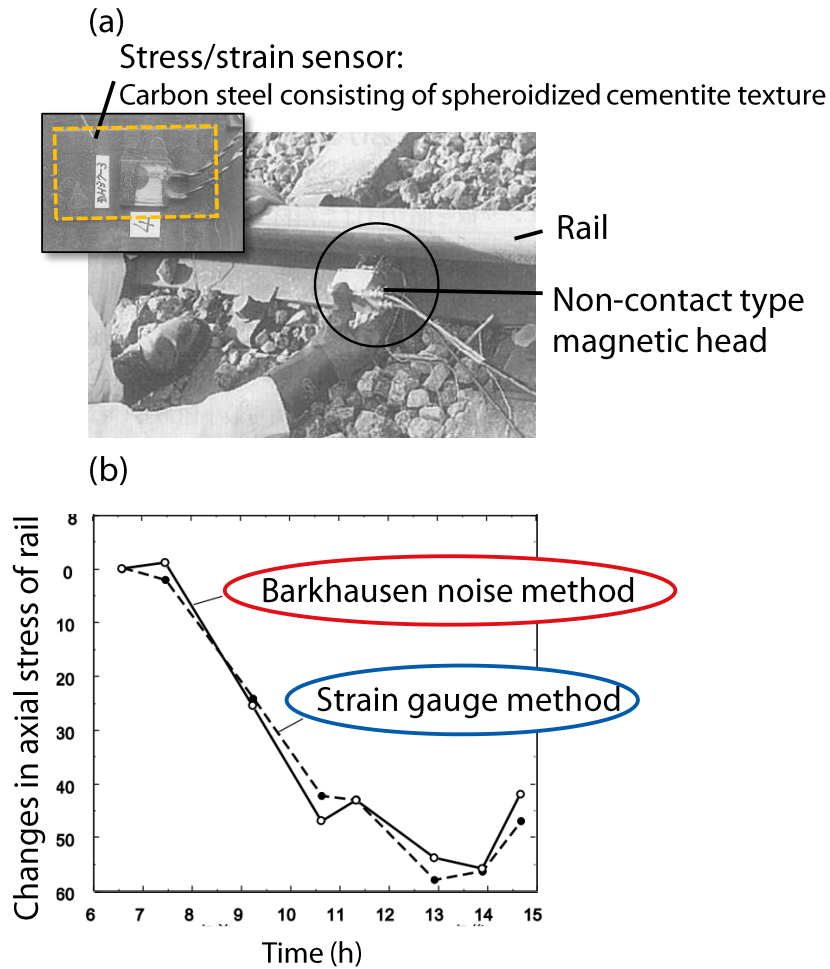 (a)
Stress/strain sensor:
Carbon steel consisting of spheroidized cementite texture
4
Rail
Non-contact type
magnetic head
(b)
Changes in axial stress of rail
8
0
10
20
30
40
50
60
Barkhausen noise method
Strain gauge method
6 7 8 9 10 11 12 13 14 15
Time (h)